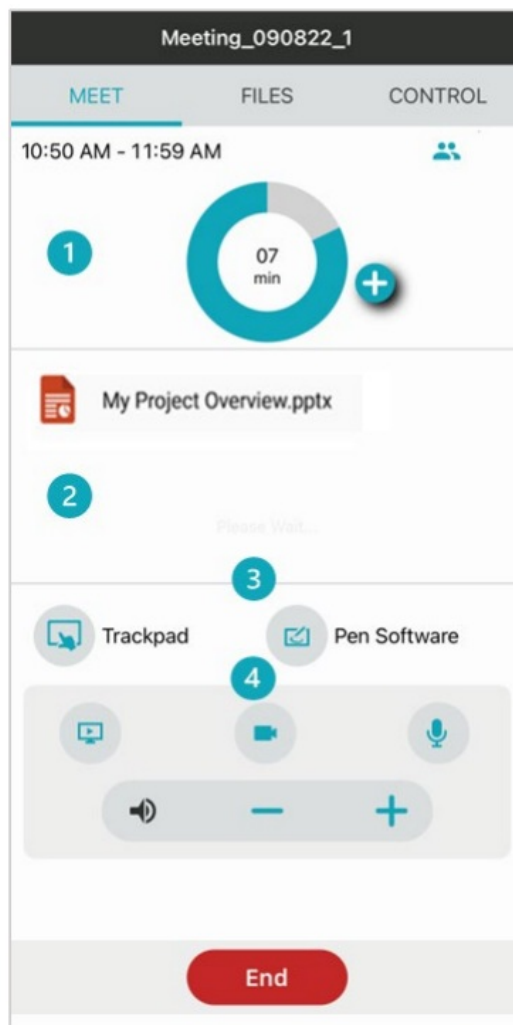 Meeting_090822_1
MEET FILES CONTROL
10:50 AM - 11:59 AM
1
07
min
My Project Overview.pptx
2
Please Wait...
3
Trackpad
Pen Software
4
End